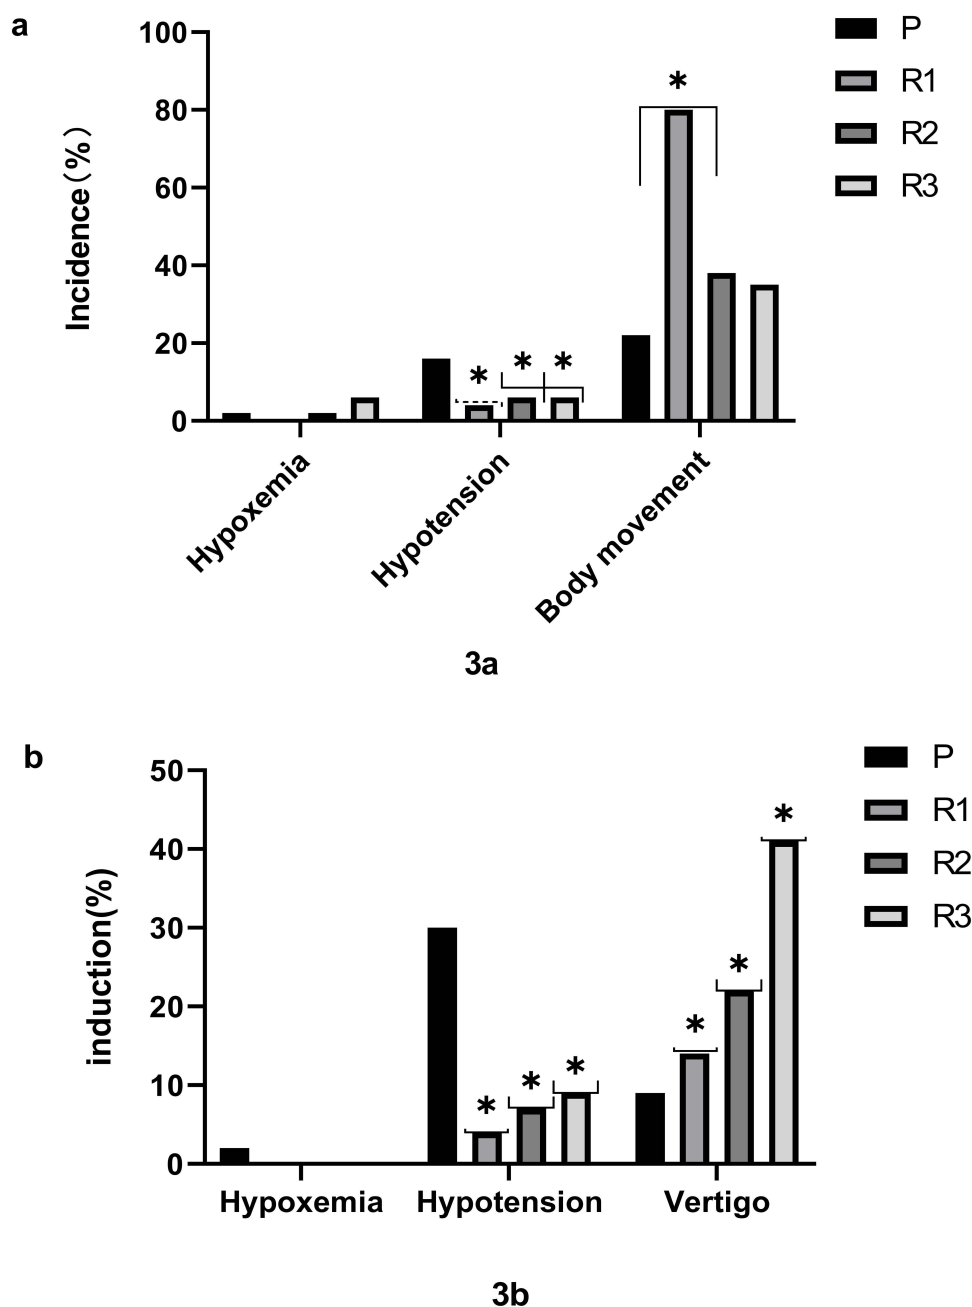 a
100
80
60
40
20
0
Incidence（%）
P
R1
R2
R3
*
* * *
Hypoxemia Hypotension Body movement
3a
b
50
40
30
20
10
0
induction(%)
P
R1
R2
R3
*
*
*
* * *
Hypoxemia Hypotension Vertigo
3b